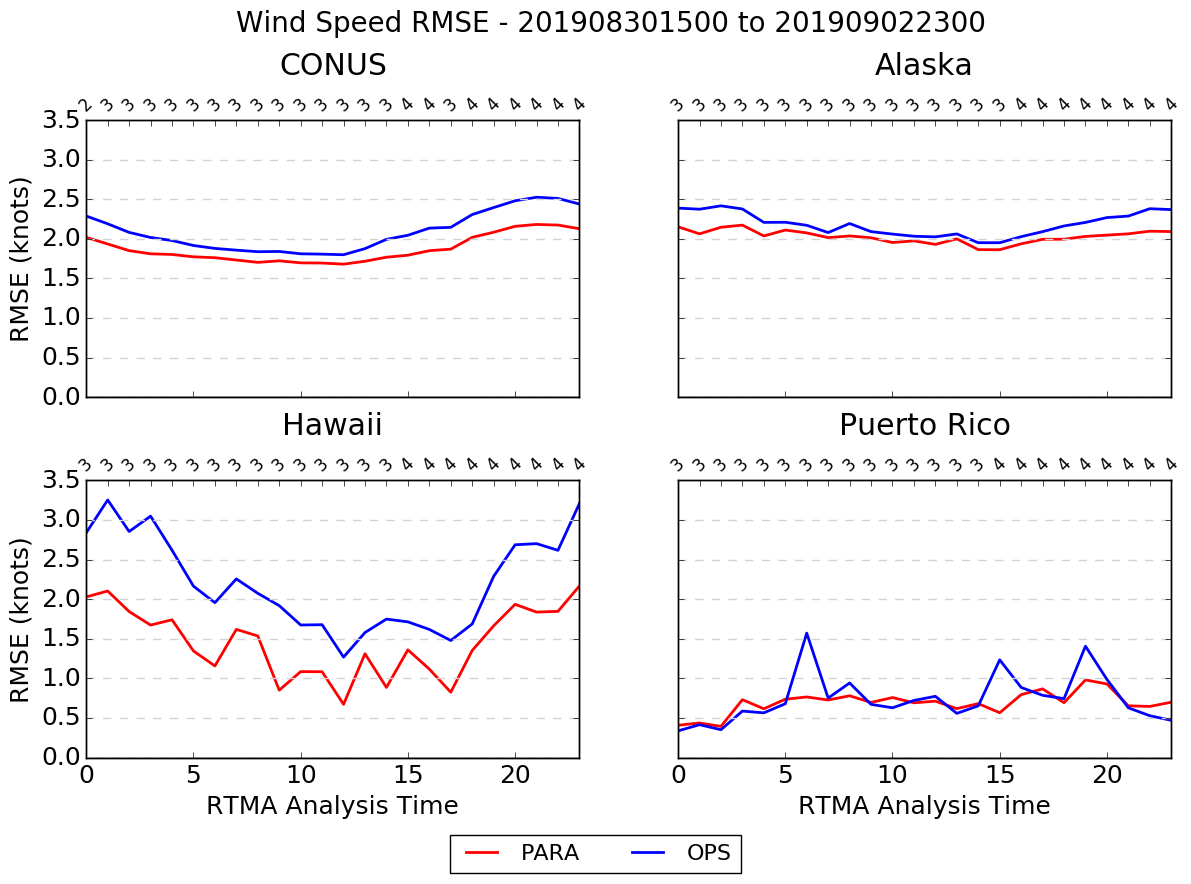 Wind Speed RMSE - 201908301500 to 201909022300
CONUS
2 3 3 3 3 3 3 3 3 3 3 3 3 3 3 4 4 3 4 4 4 4 4 4
3.5
3.0
2.5
2.0
1.5
1.0
0.5
0.0
RMSE (knots)
Alaska
3 3 3 3 3 3 3 3 3 3 3 3 3 3 3 3 4 4 4 4 4 4 4 4
Hawaii
3 3 3 3 3 3 3 3 3 3 3 3 3 3 3 4 4 4 4 4 4 4 4 4
3.5
3.0
2.5
2.0
1.5
1.0
0.5
0.0
RMSE (knots)
0 5 10 15 20
RTMA Analysis Time
Puerto Rico
3 3 3 3 3 3 3 3 3 3 3 3 3 3 3 4 4 4 4 4 4 4 4 4
0 5 10 15 20
RTMA Analysis Time
PARA OPS